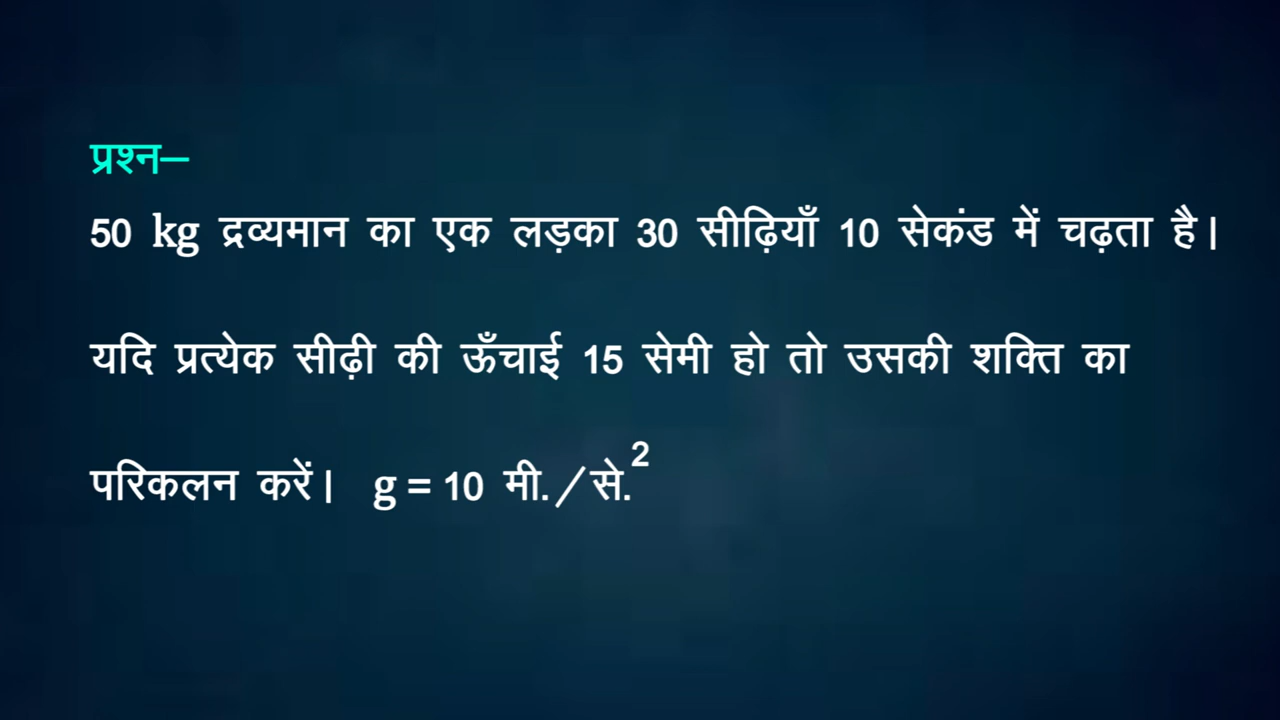 प्रश्न—
50 kg द्रव्यमान का एक लड़का 30 सीढ़ियाँ 10 सेकंड में चढ़ता है।
यदि प्रत्येक सीढ़ी की ऊँचाई 15 सेमी हो तो उसकी शक्ति का
परिकलन करें। g = 10 मी./से.²